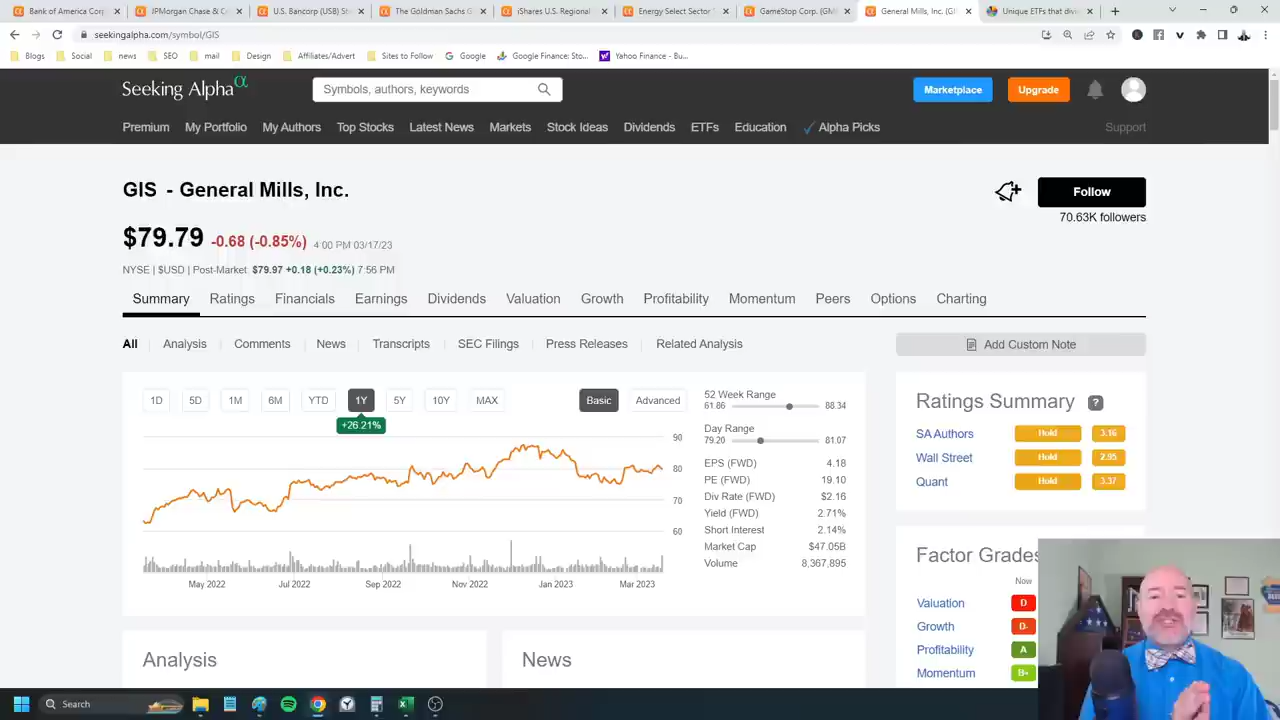 Bank of America Corp
JPMorgan Chase & C
U.S. Bancorp (USB) St
The Goldman Sachs G
iShares U.S. Regional
Energy Select Sector
GameStop Corp. (GM
General Mills, Inc. (GI
Unique ETFs that di
seekingalpha.com/symbol/GIS
Blogs
Social
news
SEO
mail
Design
Affiliates/Advert
Sites to Follow
Google
Google Finance: Sto...
Yahoo Finance - Bu...
Seeking Alpha α
Symbols, authors, keywords
Marketplace
Upgrade
Premium
My Portfolio
My Authors
Top Stocks
Latest News
Markets
Stock Ideas
Dividends
ETFs
Education
Alpha Picks
Support
GIS - General Mills, Inc.
Follow
70.63K followers
$79.79 -0.68 (-0.85%) 4:00 PM 03/17/23
NYSE | $USD | Post-Market: $79.97 +0.18 (+0.23%) 7:56 PM
Summary
Ratings
Financials
Earnings
Dividends
Valuation
Growth
Profitability
Momentum
Peers
Options
Charting
All
Analysis
Comments
News
Transcripts
SEC Filings
Press Releases
Related Analysis
Add Custom Note
1D
5D
1M
6M
YTD
1Y
5Y
10Y
MAX
Basic
Advanced
+26.21%
90
80
70
60
May 2022
Jul 2022
Sep 2022
Nov 2022
Jan 2023
Mar 2023
52 Week Range
61.86 88.34
Day Range
79.20 81.07
EPS (FWD) 4.18
PE (FWD) 19.10
Div Rate (FWD) $2.16
Yield (FWD) 2.71%
Short Interest 2.14%
Market Cap $47.05B
Volume 8,367,895
Ratings Summary ?
SA Authors Hold 3.16
Wall Street Hold 2.95
Quant Hold 3.37
Factor Grades
Now
Valuation D
Growth D-
Profitability A
Momentum B+
Analysis
News
Search